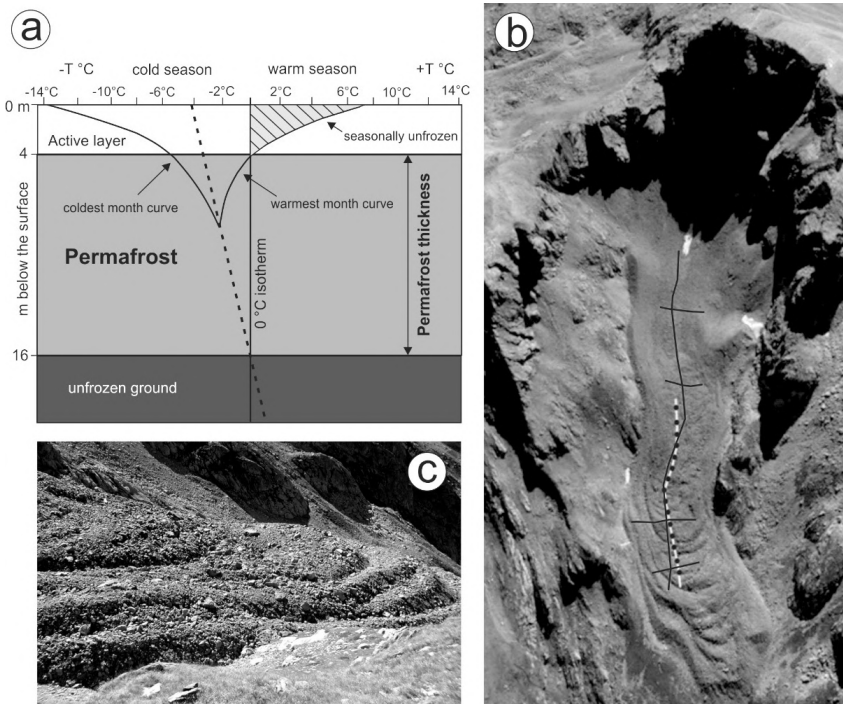 a
-T °C cold season warm season +T °C
-14°C -10°C -6°C -2°C 2°C 6°C 10°C 14°C
0 m
Active layer
seasonally unfrozen
4
coldest month curve
warmest month curve
Permafrost
0 °C isotherm
Permafrost thickness
m below the surface
16
unfrozen ground
b
c